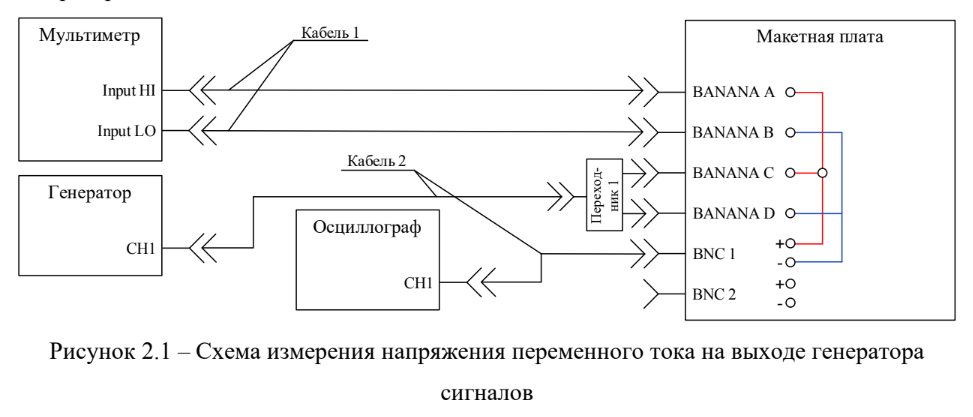 Мультиметр
Input HI
Input LO
Кабель 1
Макетная плата
BANANA A
BANANA B
BANANA C
BANANA D
BNC 1
+
-
BNC 2
+
-
Генератор
CH1
Кабель 2
Переход-
ник 1
Осциллограф
CH1
Рисунок 2.1 – Схема измерения напряжения переменного тока на выходе генератора
сигналов